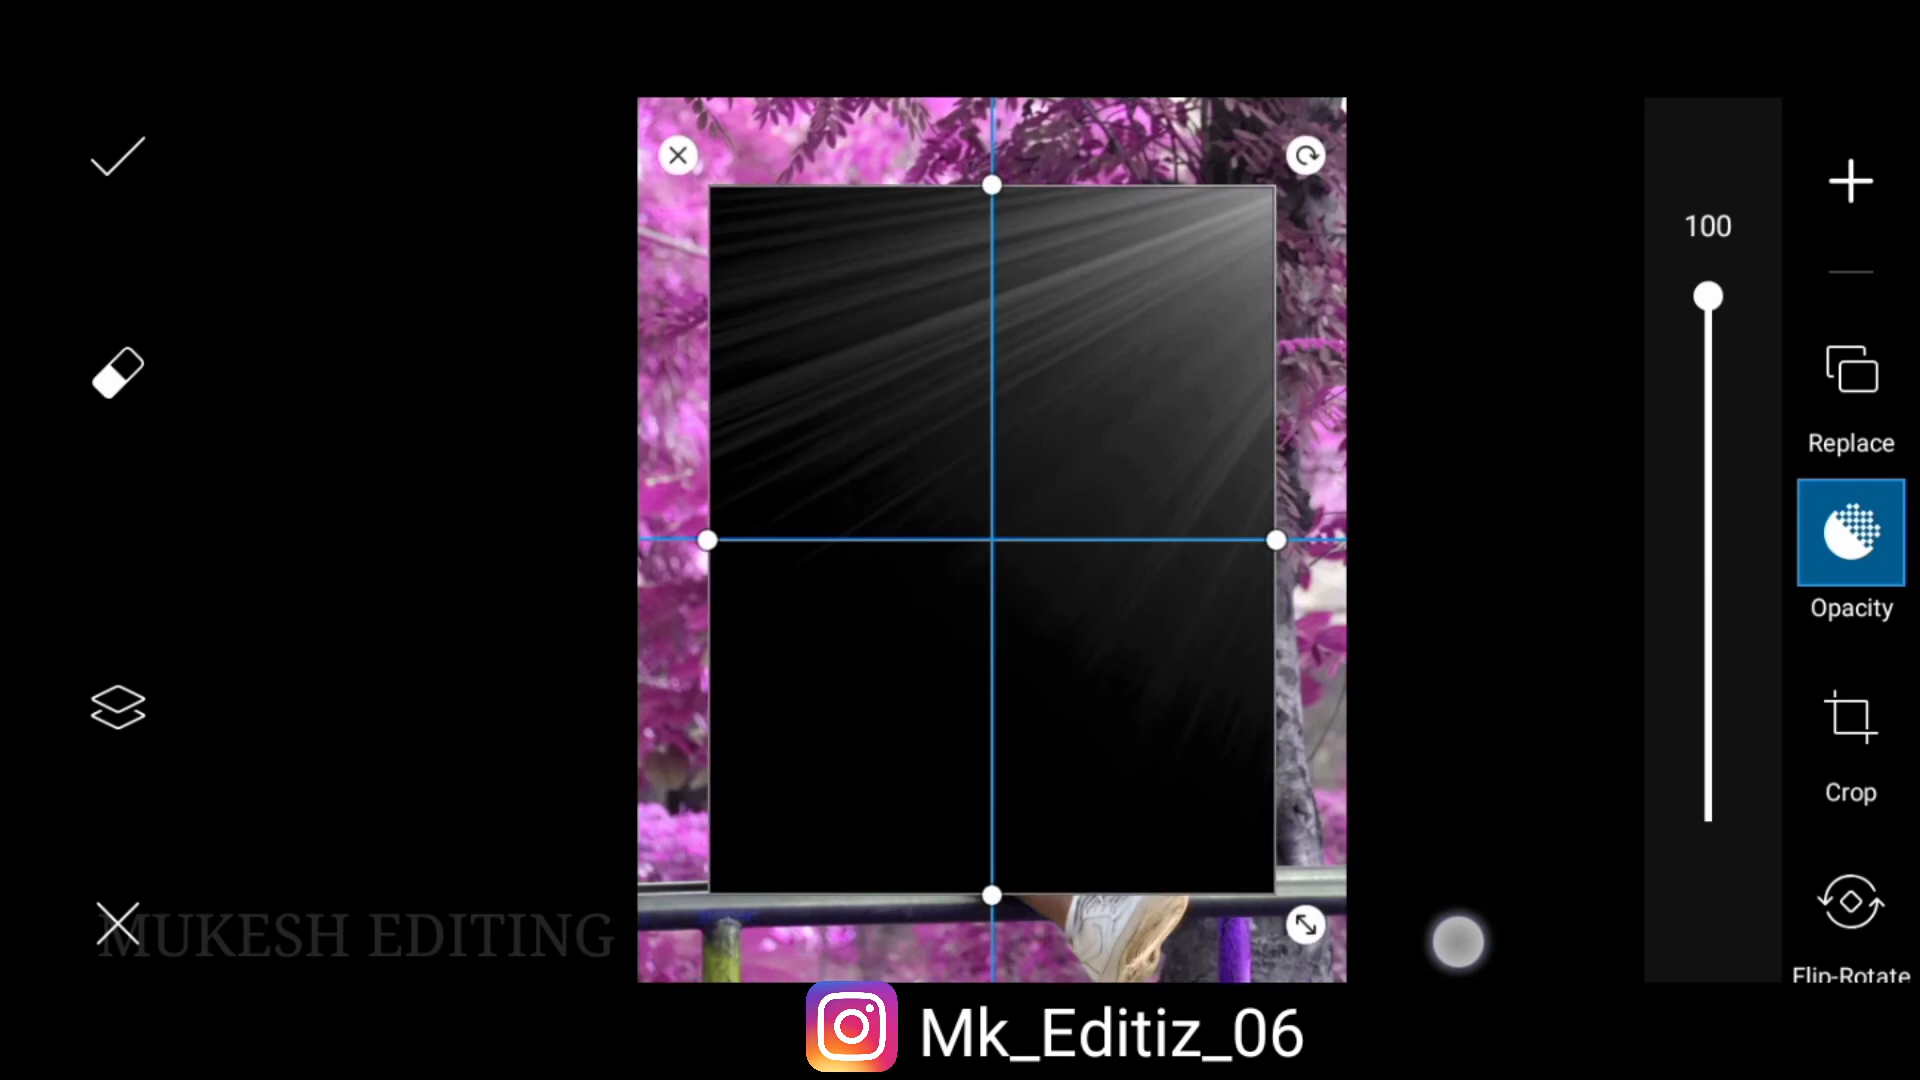 100
Replace
Opacity
Crop
Flip-Rotate
MUKESH EDITING
Mk_Editiz_06